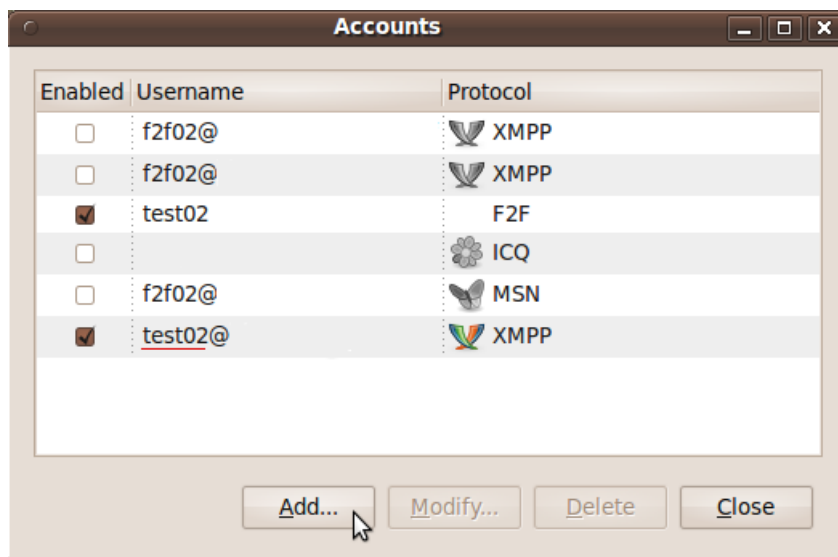 Accounts
Enabled Username Protocol
f2f02@ XMPP
f2f02@ XMPP
test02 F2F
ICQ
f2f02@ MSN
test02@ XMPP
Add... Modify... Delete Close